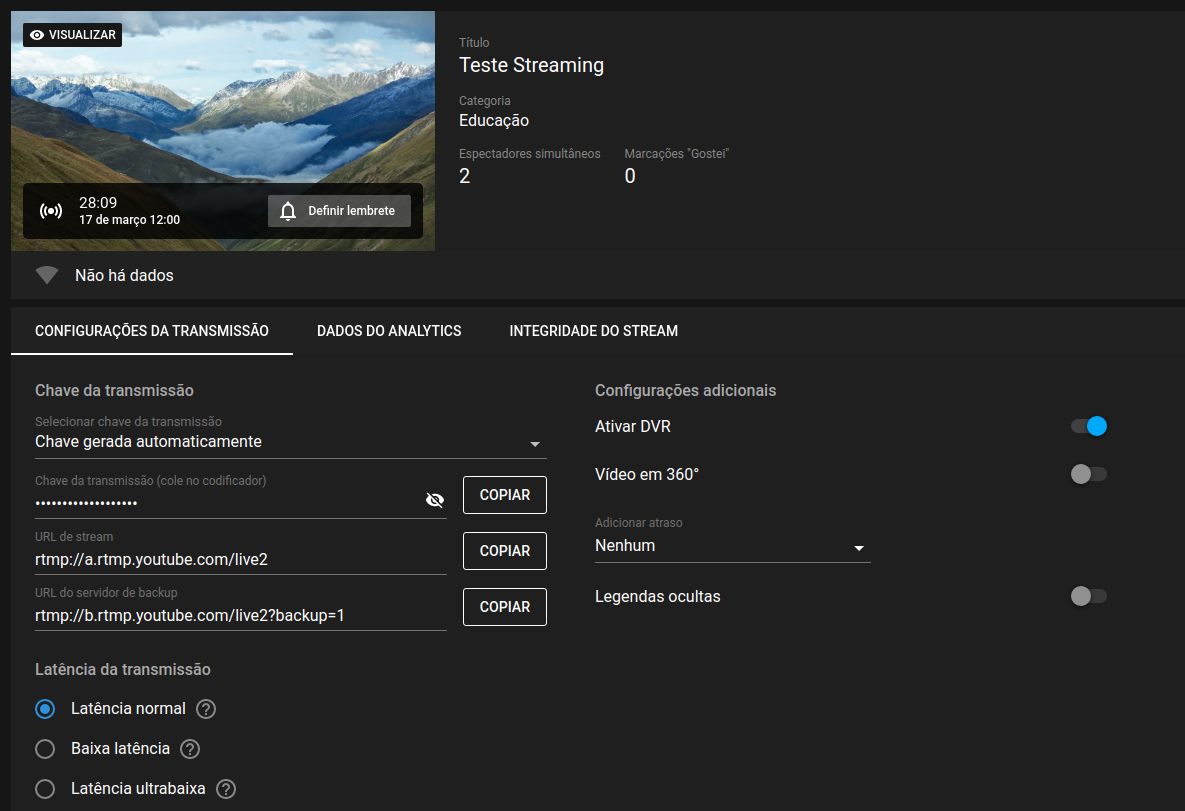 VISUALIZAR
28:09
17 de março 12:00
Definir lembrete
Título
Teste Streaming
Categoria
Educação
Espectadores simultâneos
Marcações "Gostei"
2
0
Não há dados
CONFIGURAÇÕES DA TRANSMISSÃO
DADOS DO ANALYTICS
INTEGRIDADE DO STREAM
Chave da transmissão
Selecionar chave da transmissão
Chave gerada automaticamente
Chave da transmissão (cole no codificador)
••••••••••••••••••••
COPIAR
URL de stream
rtmp://a.rtmp.youtube.com/live2
COPIAR
URL do servidor de backup
rtmp://b.rtmp.youtube.com/live2?backup=1
COPIAR
Latência da transmissão
Latência normal
Baixa latência
Latência ultrabaixa
Configurações adicionais
Ativar DVR
Vídeo em 360°
Adicionar atraso
Nenhum
Legendas ocultas